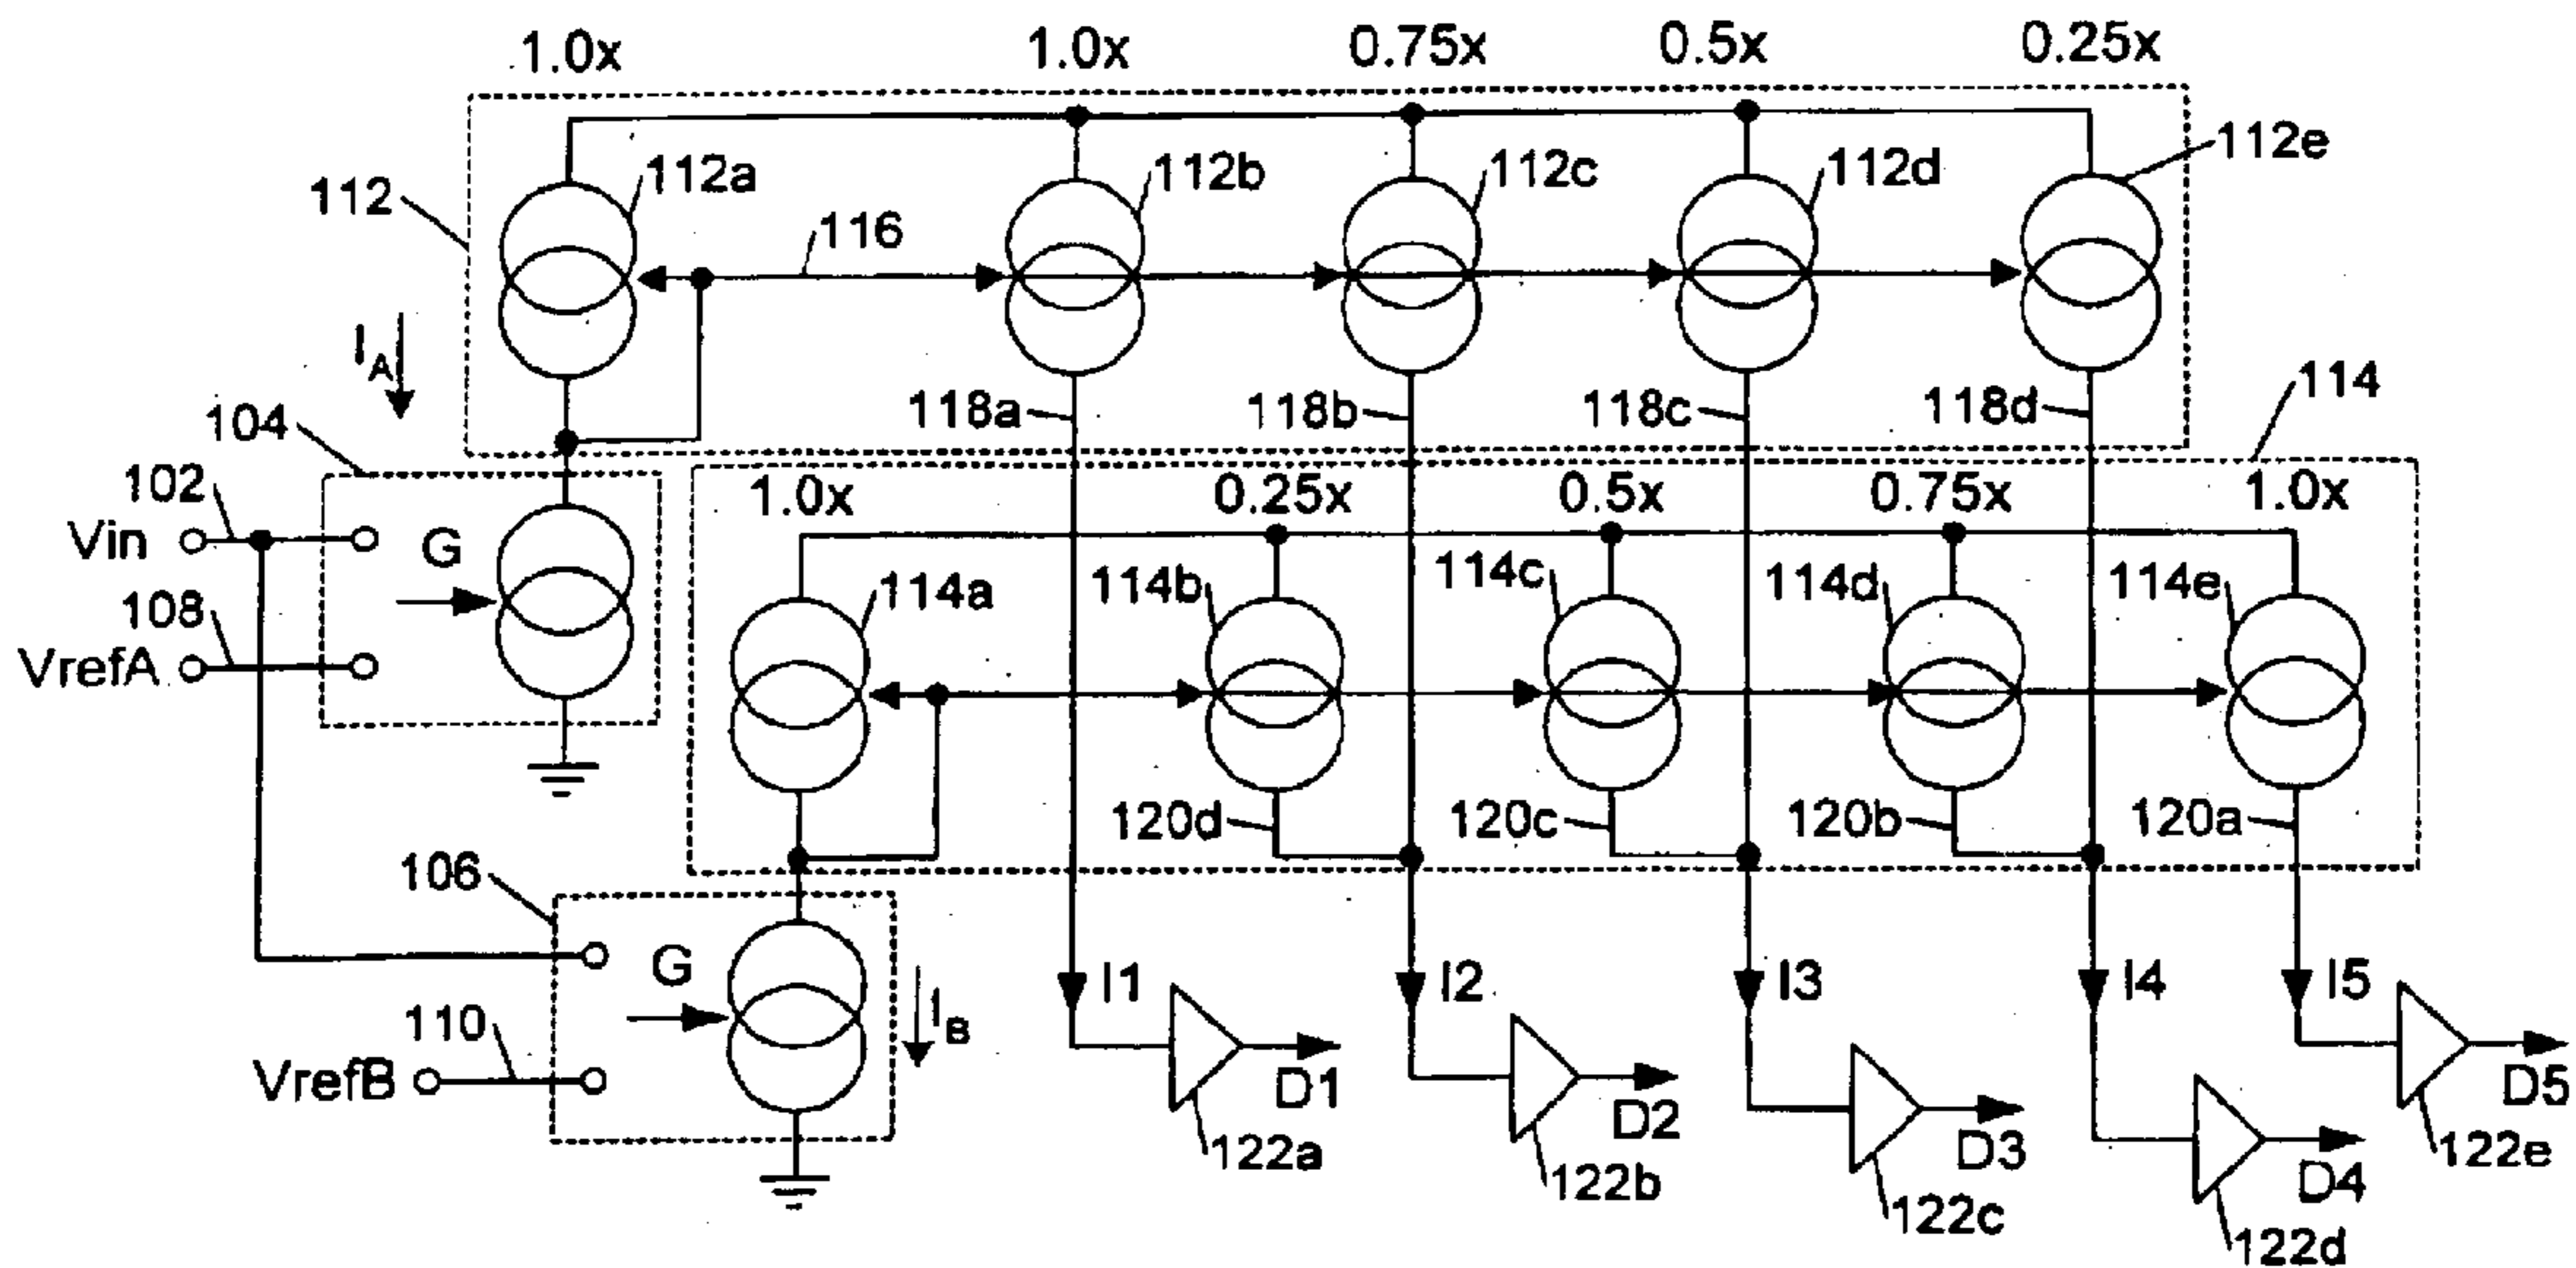 1.0x 1.0x 0.75x 0.5x 0.25x
112 112a 116 112b 112c 112d 112e
IA
118a 118b 118c 118d 114
104
102
Vin
G
108
VrefA
1.0x 0.25x 0.5x 0.75x 1.0x
114a 114b 114c 114d 114e
120d 120c 120b 120a
106
G
IB
110
VrefB
I1 I2 I3 I4 I5
D1 D2 D3 D4 D5
122a 122b 122c 122d 122e